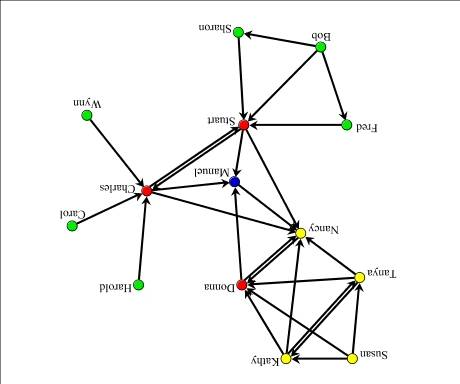 Susan
Kathy
Tanya
Donna
Harold
Nancy
Carol
Charles
Manuel
Fred
Stuart
Wynn
Bob
Sharon